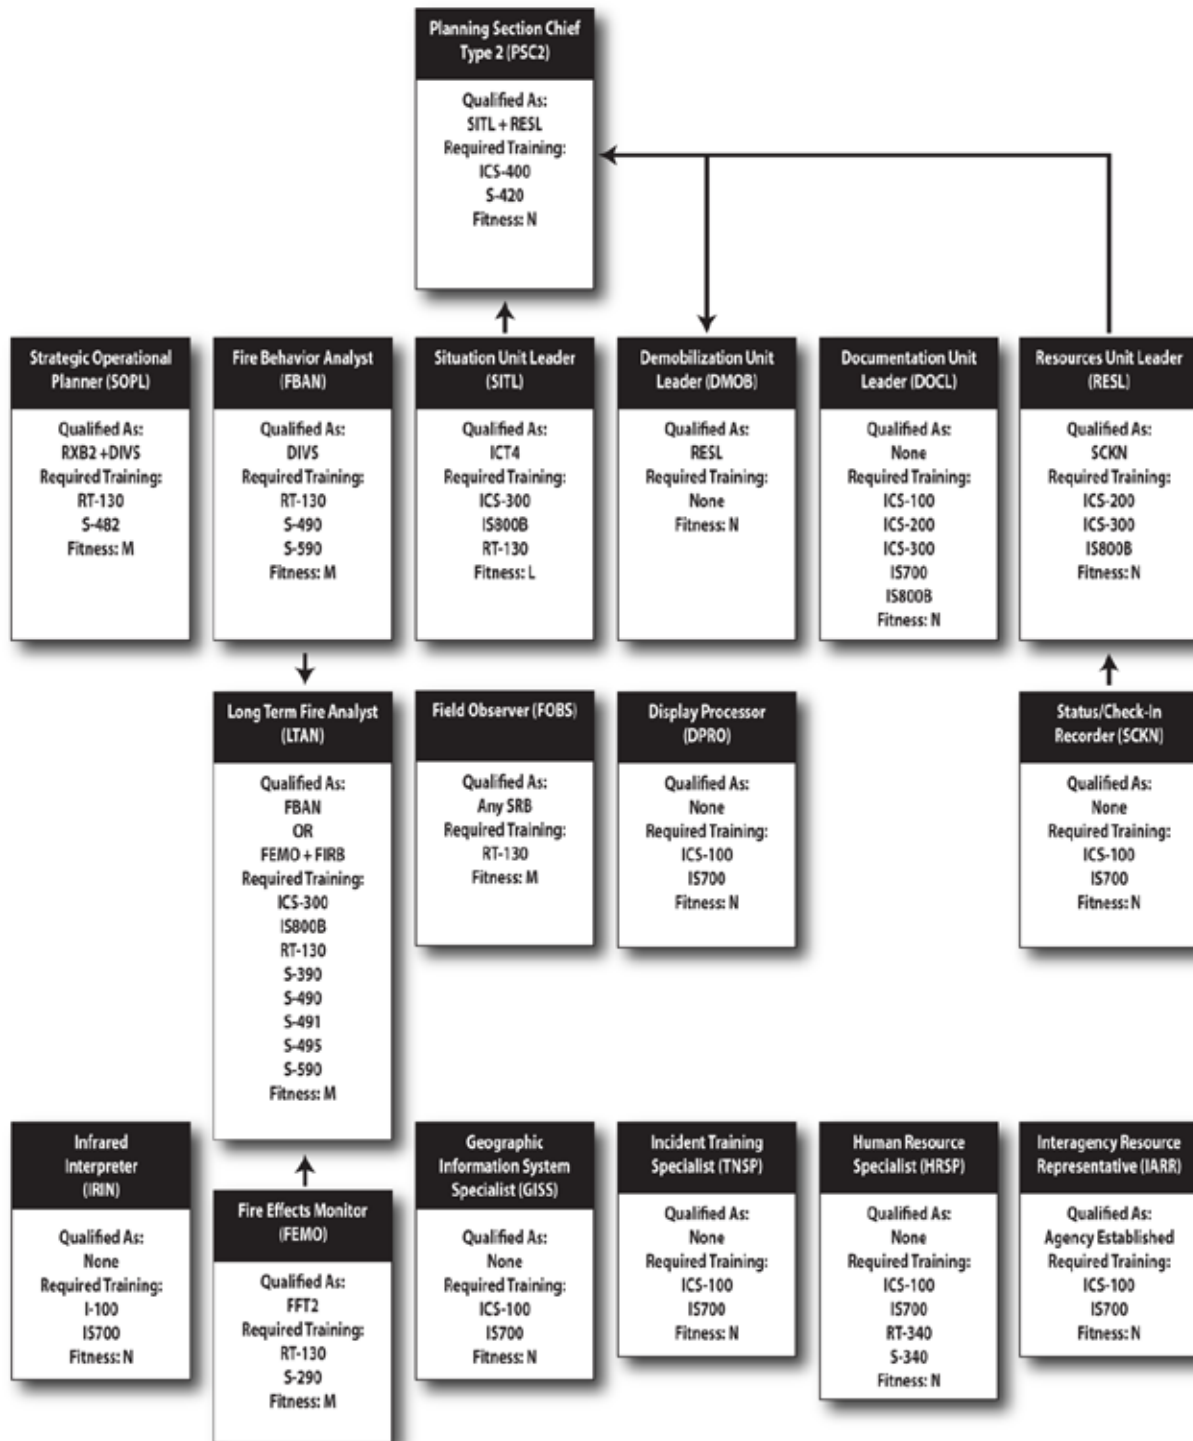 Planning Section Chief
Type 2 (PSC2)
Qualified As:
SITL + RESL
Required Training:
ICS-400
S-420
Fitness: N
Strategic Operational
Planner (SOPL)
Qualified As:
RXB2 +DIVS
Required Training:
RT-130
S-482
Fitness: M
Fire Behavior Analyst
(FBAN)
Qualified As:
DIVS
Required Training:
RT-130
S-490
S-590
Fitness: M
Situation Unit Leader
(SITL)
Qualified As:
ICT4
Required Training:
ICS-300
IS800B
RT-130
Fitness: L
Demobilization Unit
Leader (DMOB)
Qualified As:
RESL
Required Training:
None
Fitness: N
Documentation Unit
Leader (DOCL)
Qualified As:
None
Required Training:
ICS-100
ICS-200
ICS-300
IS700
IS800B
Fitness: N
Resources Unit Leader
(RESL)
Qualified As:
SCKN
Required Training:
ICS-200
ICS-300
IS800B
Fitness: N
Long Term Fire Analyst
(LTAN)
Qualified As:
FBAN
OR
FEMO + FIRB
Required Training:
ICS-300
IS800B
RT-130
S-390
S-490
S-491
S-495
S-590
Fitness: M
Field Observer (FOBS)
Qualified As:
Any SRB
Required Training:
RT-130
Fitness: M
Display Processor
(DPRO)
Qualified As:
None
Required Training:
ICS-100
IS700
Fitness: N
Status/Check-In
Recorder (SCKN)
Qualified As:
None
Required Training:
ICS-100
IS700
Fitness: N
Infrared
Interpreter
(IRIN)
Qualified As:
None
Required Training:
I-100
IS700
Fitness: N
Fire Effects Monitor
(FEMO)
Qualified As:
FFT2
Required Training:
RT-130
S-290
Fitness: M
Geographic
Information System
Specialist (GISS)
Qualified As:
None
Required Training:
ICS-100
IS700
Fitness: N
Incident Training
Specialist (TNSP)
Qualified As:
None
Required Training:
ICS-100
IS700
Fitness: N
Human Resource
Specialist (HRSP)
Qualified As:
None
Required Training:
ICS-100
IS700
RT-340
S-340
Fitness: N
Interagency Resource
Representative (IARR)
Qualified As:
Agency Established
Required Training:
ICS-100
IS700
Fitness: N